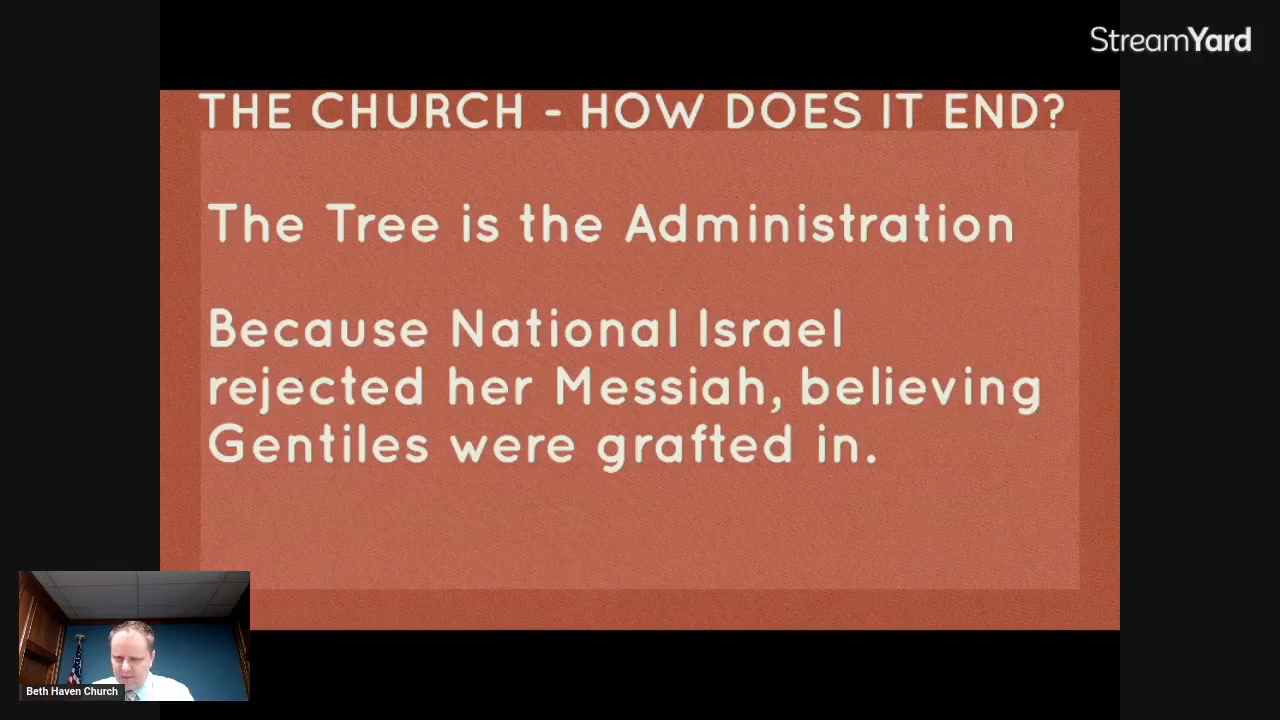 StreamYard
THE CHURCH - HOW DOES IT END?
The Tree is the Administration
Because National Israel
rejected her Messiah, believing
Gentiles were grafted in.
Beth Haven Church